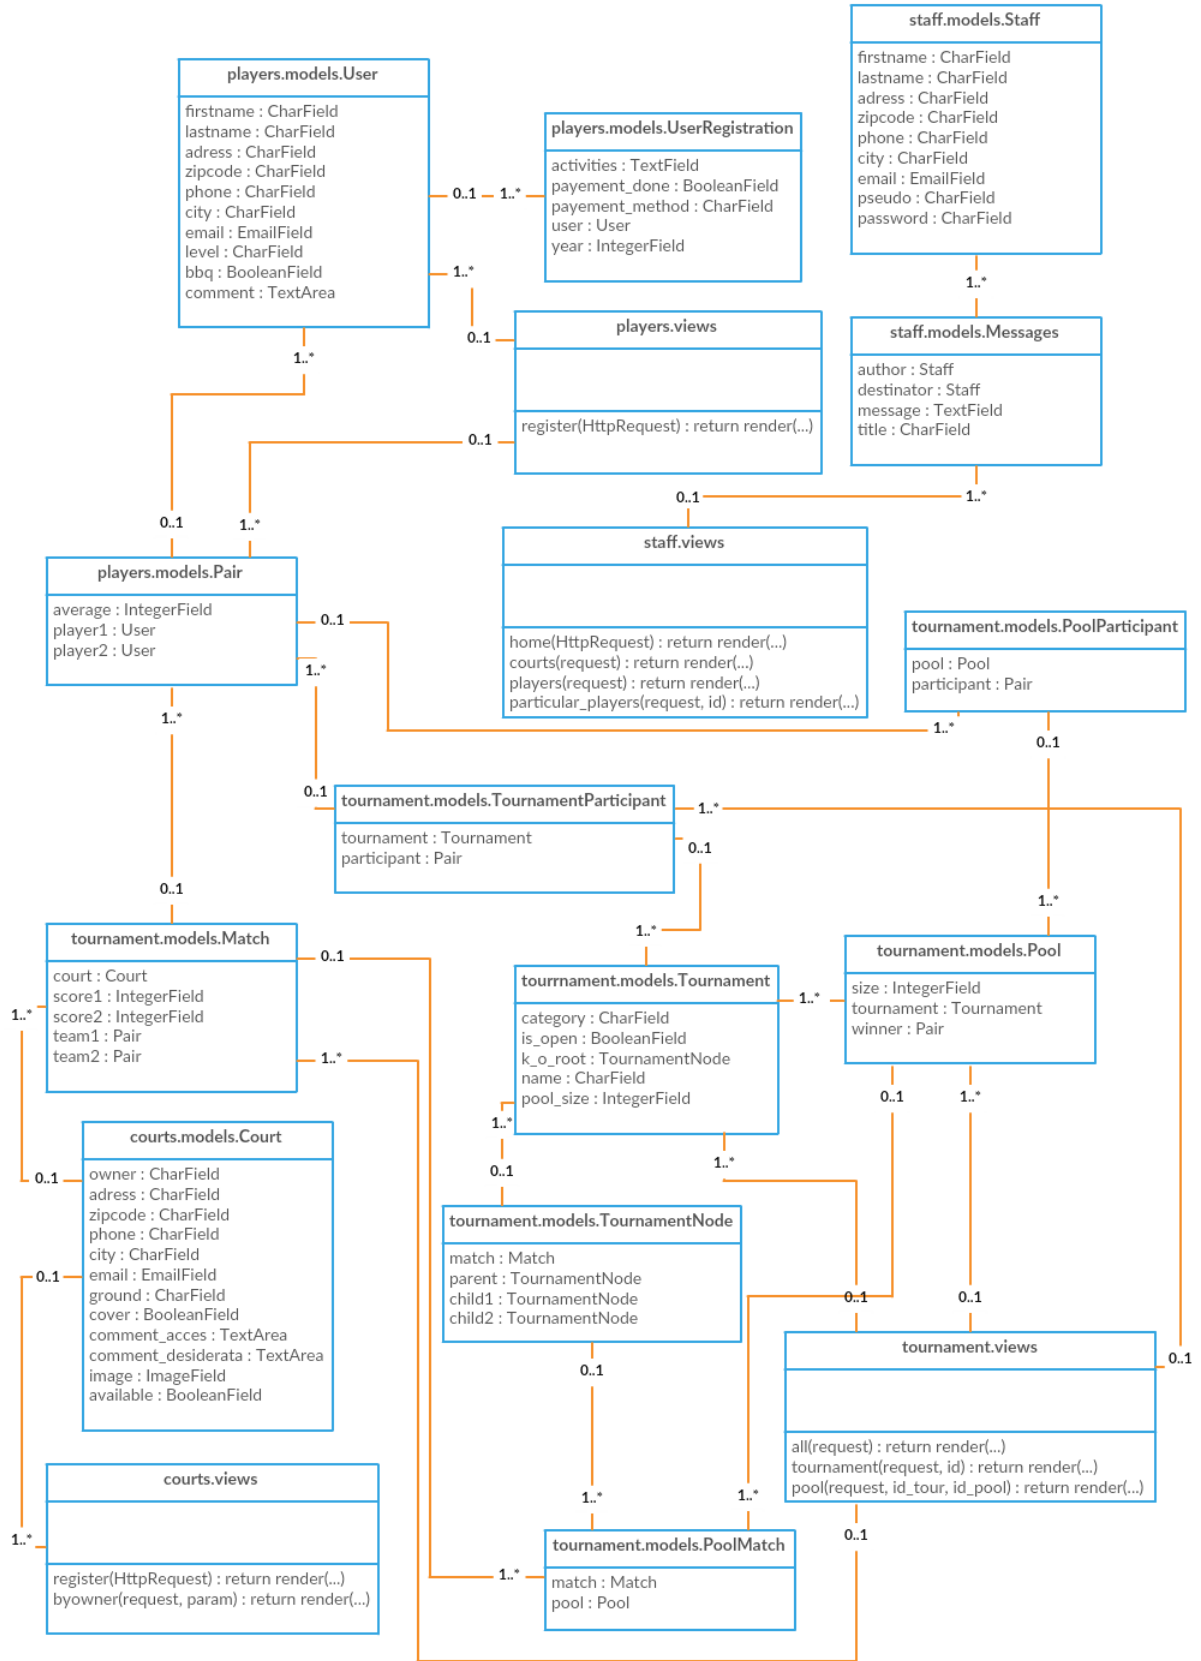 staff.models.Staff
firstname : CharField
lastname : CharField
adress : CharField
zipcode : CharField
phone : CharField
city : CharField
email : EmailField
pseudo : CharField
password : CharField
players.models.User
firstname : CharField
lastname : CharField
adress : CharField
zipcode : CharField
phone : CharField
city : CharField
email : EmailField
level : CharField
bbq : BooleanField
comment : TextArea
players.models.UserRegistration
activities : TextField
payement_done : BooleanField
payement_method : CharField
user : User
year : IntegerField
0..1
1..*
1..*
0..1
1..*
1..*
players.views
register(HttpRequest) : return render(...)
staff.models.Messages
author : Staff
destinator : Staff
message : TextField
title : CharField
0..1
0..1
1..*
0..1
1..*
staff.views
home(HttpRequest) : return render(...)
courts(request) : return render(...)
players(request) : return render(...)
particular_players(request, id) : return render(...)
players.models.Pair
average : IntegerField
player1 : User
player2 : User
0..1
1..*
1..*
tournament.models.PoolParticipant
pool : Pool
participant : Pair
1..*
0..1
0..1
tournament.models.TournamentParticipant
tournament : Tournament
participant : Pair
1..*
0..1
0..1
1..*
1..*
tournament.models.Match
court : Court
score1 : IntegerField
score2 : IntegerField
team1 : Pair
team2 : Pair
0..1
1..*
1..*
tourrnament.models.Tournament
category : CharField
is_open : BooleanField
k_o_root : TournamentNode
name : CharField
pool_size : IntegerField
1..*
tournament.models.Pool
size : IntegerField
tournament : Tournament
winner : Pair
0..1
1..*
1..*
0..1
1..*
courts.models.Court
owner : CharField
adress : CharField
zipcode : CharField
phone : CharField
city : CharField
email : EmailField
ground : CharField
cover : BooleanField
comment_acces : TextArea
comment_desiderata : TextArea
image : ImageField
available : BooleanField
0..1
0..1
tournament.models.TournamentNode
match : Match
parent : TournamentNode
child1 : TournamentNode
child2 : TournamentNode
0..1
0..1
0..1
0..1
tournament.views
all(request) : return render(...)
tournament(request, id) : return render(...)
pool(request, id_tour, id_pool) : return render(...)
courts.views
register(HttpRequest) : return render(...)
byowner(request, param) : return render(...)
1..*
1..*
1..*
0..1
1..*
tournament.models.PoolMatch
match : Match
pool : Pool